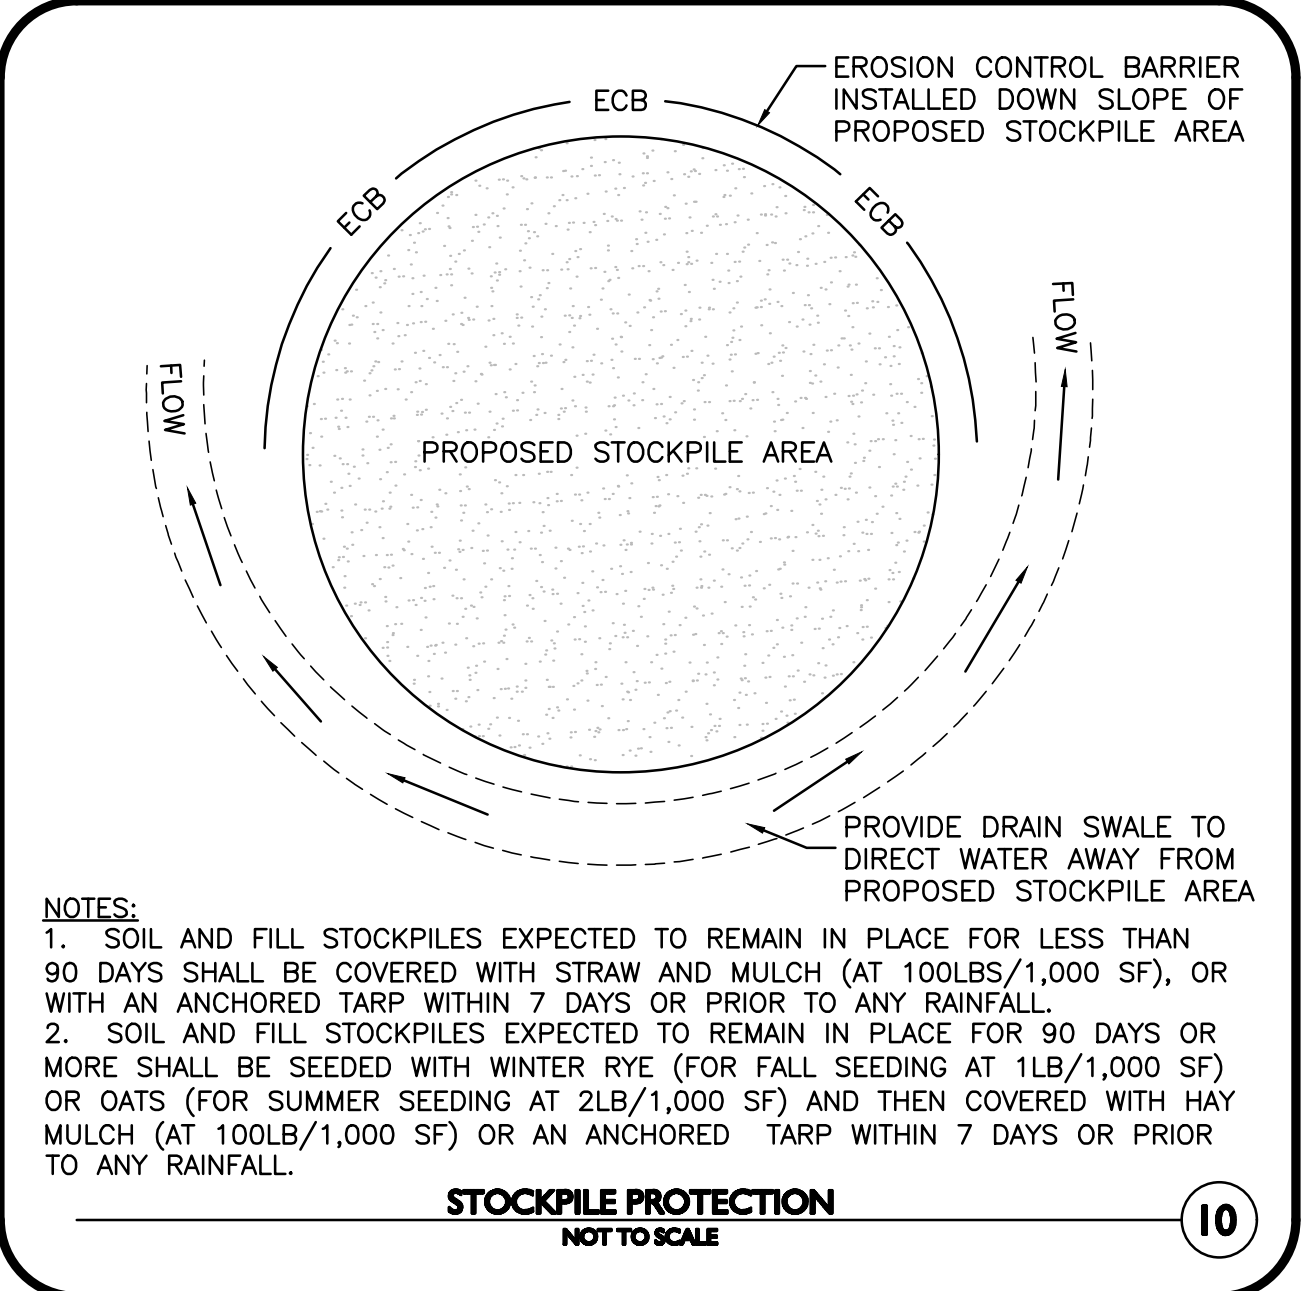 EROSION CONTROL BARRIER
INSTALLED DOWN SLOPE OF
PROPOSED STOCKPILE AREA
ECB
ECB
ECB
FLOW
FLOW
PROPOSED STOCKPILE AREA
PROVIDE DRAIN SWALE TO
DIRECT WATER AWAY FROM
PROPOSED STOCKPILE AREA
NOTES:
1. SOIL AND FILL STOCKPILES EXPECTED TO REMAIN IN PLACE FOR LESS THAN
90 DAYS SHALL BE COVERED WITH STRAW AND MULCH (AT 100LBS/1,000 SF), OR
WITH AN ANCHORED TARP WITHIN 7 DAYS OR PRIOR TO ANY RAINFALL.
2. SOIL AND FILL STOCKPILES EXPECTED TO REMAIN IN PLACE FOR 90 DAYS OR
MORE SHALL BE SEEDED WITH WINTER RYE (FOR FALL SEEDING AT 1LB/1,000 SF)
OR OATS (FOR SUMMER SEEDING AT 2LB/1,000 SF) AND THEN COVERED WITH HAY
MULCH (AT 100LB/1,000 SF) OR AN ANCHORED TARP WITHIN 7 DAYS OR PRIOR
TO ANY RAINFALL.
STOCKPILE PROTECTION
NOT TO SCALE
10